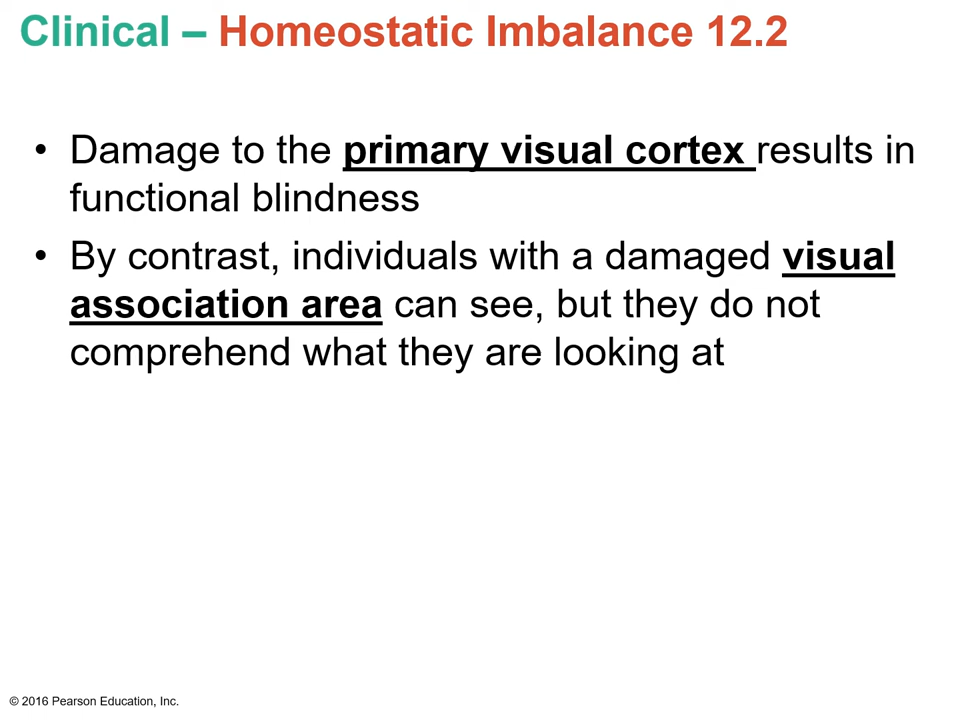 Clinical – Homeostatic Imbalance 12.2
• Damage to the primary visual cortex results in
functional blindness
• By contrast, individuals with a damaged visual
association area can see, but they do not
comprehend what they are looking at
© 2016 Pearson Education, Inc.